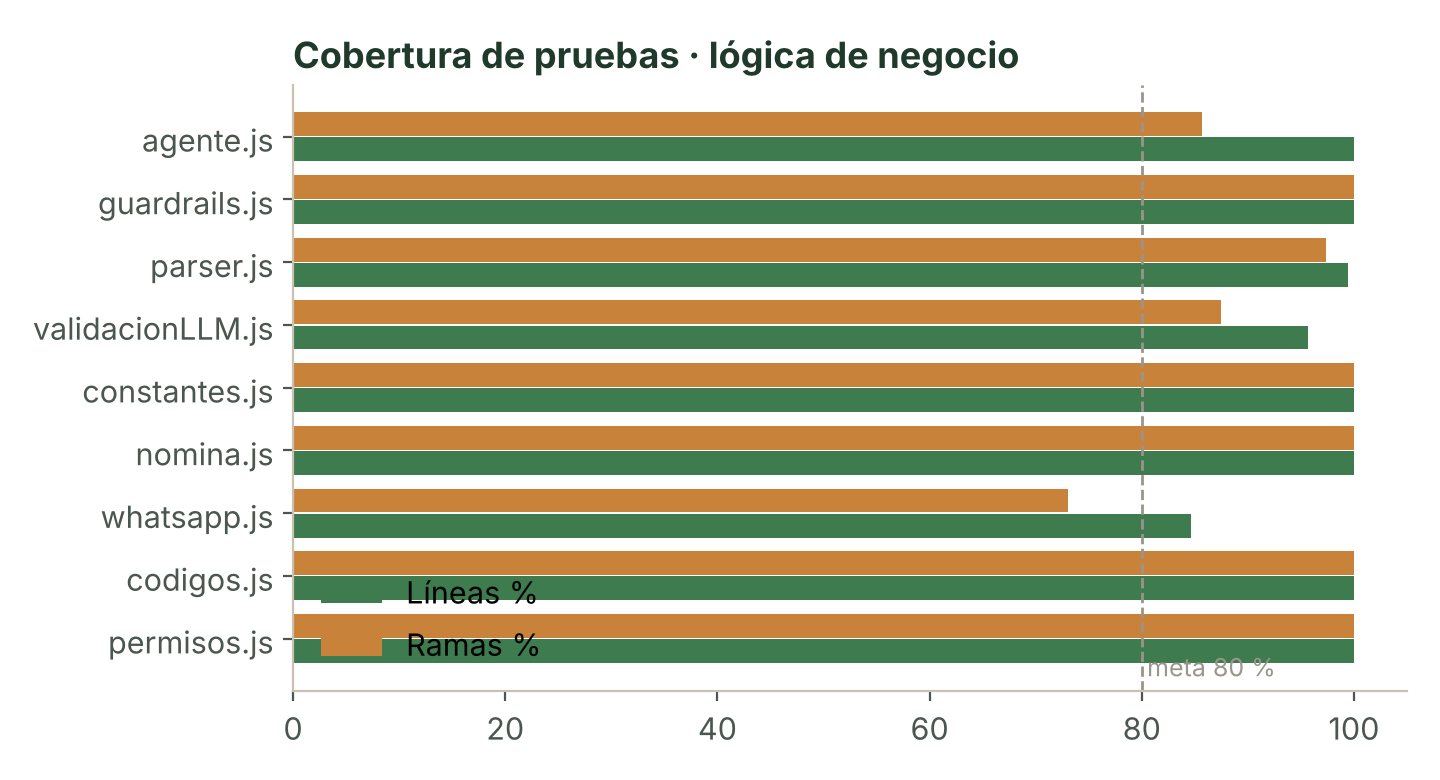 Cobertura de pruebas · lógica de negocio
agente.js
guardrails.js
parser.js
validacionLLM.js
constantes.js
nomina.js
whatsapp.js
codigos.js
Líneas %
permisos.js
Ramas %
meta 80 %
0 20 40 60 80 100